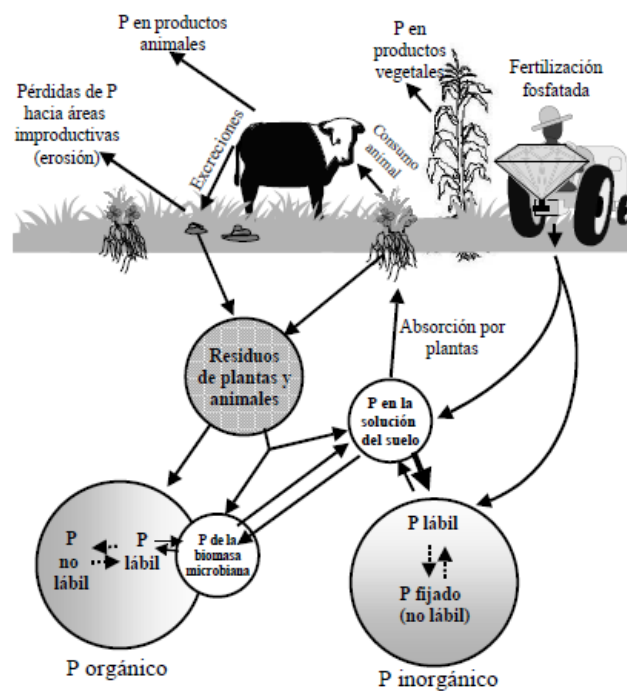 P en productos
animales
P en
productos
vegetales
Fertilización
fosfatada
Pérdidas de P
hacia áreas
improductivas
(erosión)
Excreciones
Consumo
animal
Absorción por
plantas
Residuos
de plantas y
animales
P en la
solución
del suelo
P
no
lábil
P
lábil
P de la
biomasa
microbiana
P lábil
P fijado
(no lábil)
P orgánico
P inorgánico